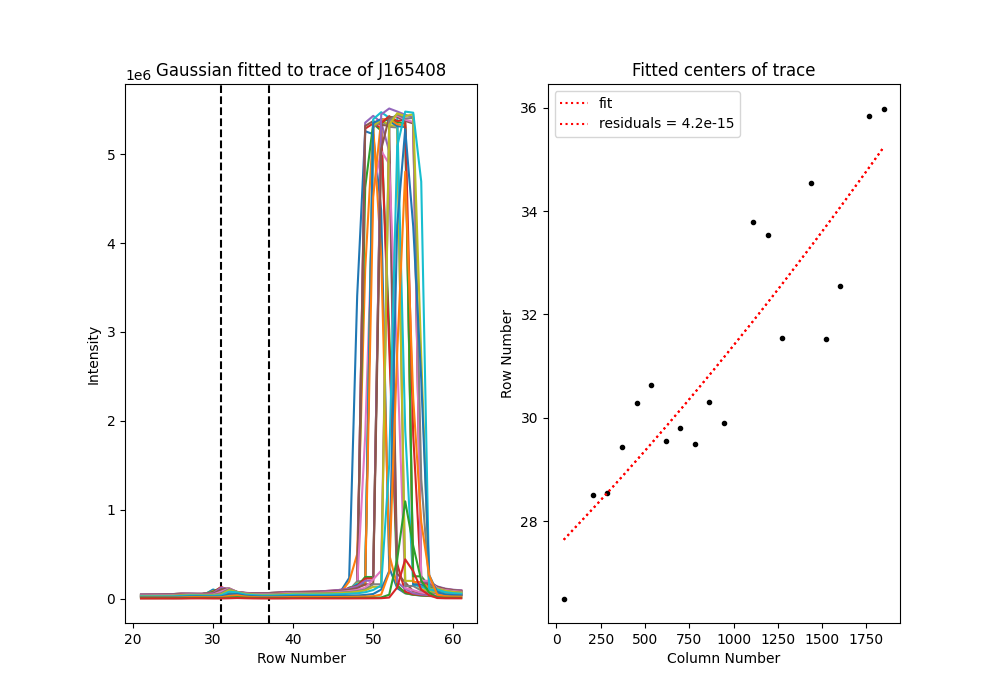 Gaussian fitted to trace of J165408
1e6
5
4
3
2
1
0
Intensity
20
30
40
50
60
Row Number
Fitted centers of trace
fit
residuals = 4.2e-15
36
34
32
30
28
Row Number
0
250
500
750
1000
1250
1500
1750
Column Number